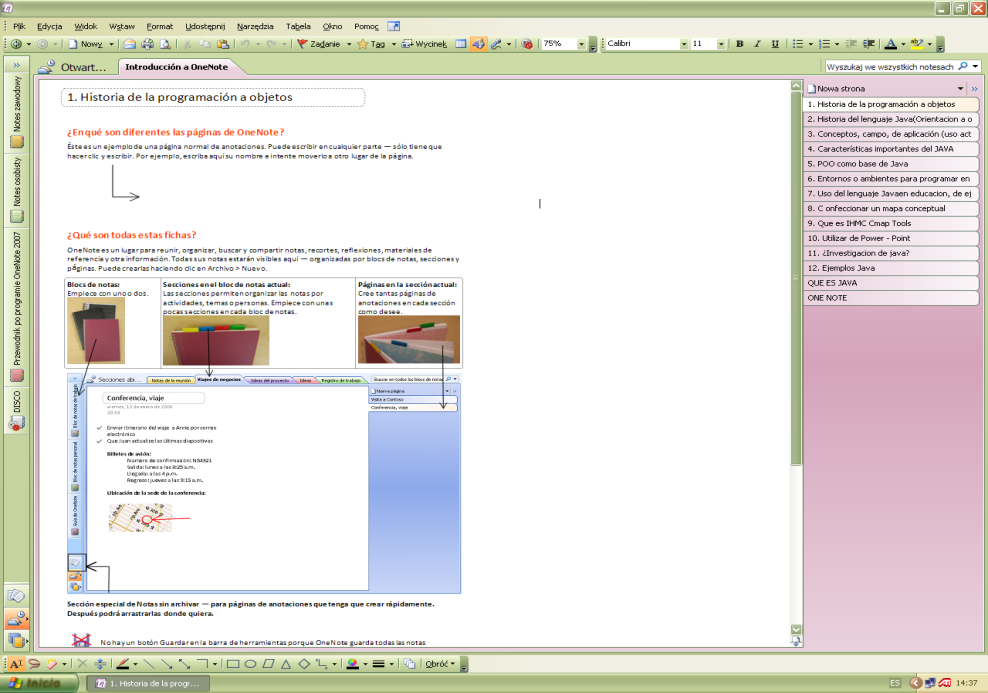 Plik Edycja Widok Wstaw Format Udostępnij Narzędzia Tabela Okno Pomoc
Nowy Zadanie Tag Wycinek 75% Calibri 11 B I U A
Otwart... Introducción a OneNote Wyszukaj we wszystkich notesach
Notes zawodowy
Notes osobisty
Przewodnik po programie OneNote 2007
DISCO
1. Historia de la programación a objetos
¿En qué son diferentes las páginas de OneNote?
Éste es un ejemplo de una página normal de anotaciones. Puede escribir en cualquier parte — sólo tiene que
hacer clic y escribir. Por ejemplo, escriba aquí su nombre e intente moverlo a otro lugar de la página.
¿Qué son todas estas fichas?
OneNote es un lugar para reunir, organizar, buscar y compartir notas, recortes, reflexiones, materiales de
referencia y otra información. Todas sus notas estarán visibles aquí — organizadas por blocs de notas, secciones y
páginas. Puede crearlas haciendo clic en Archivo > Nuevo.
Blocs de notas:
Empiece con uno o dos.
Secciones en el bloc de notas actual:
Las secciones permiten organizar las notas por
actividades, temas o personas. Empiece con unas
pocas secciones en cada bloc de notas.
Páginas en la sección actual:
Cree tantas páginas de
anotaciones en cada sección
como desee.
Secciones abi... Notas de la reunión Viajes de negocios Ideas del proyecto Ideas Registro de trabajo Buscar en todos los blocs de notas
Bloc de notas de trabajo
Bloc de notas personal
Guía de OneNote
Conferencia, viaje
viernes, 13 de enero de 2006
Enviar itinerario del viaje a Anne por correo
electrónico
Que Juan actualice las últimas diapositivas
Billetes de avión:
Número de confirmación: NS4321
Salida: lunes a las 8:25 a.m.
Llegada: a las 4 p.m.
Regreso: jueves a las 9:15 a.m.
Ubicación de la sede de la conferencia:
Nueva página
Visita a Contoso
Conferencia, viaje
Sección especial de Notas sin archivar — para páginas de anotaciones que tenga que crear rápidamente.
Después podrá arrastrarlas donde quiera.
No hay un botón Guardar en la barra de herramientas porque OneNote guarda todas las notas
Nowa strona
1. Historia de la programación a objetos
2. Historia del lenguaje Java(Orientacion a o
3. Conceptos, campo, de aplicación (uso act
4. Características importantes del JAVA
5. POO como base de Java
6. Entornos o ambientes para programar en
7. Uso del lenguaje Javaen educacion, de ej
8. C onfeccionar un mapa conceptual
9. Que es IHMC Cmap Tools
10. Utilizar de Power - Point
11. ¿Investigacion de java?
12. Ejemplos Java
QUE ES JAVA
ONE NOTE
Obróć
Inicio 1. Historia de la progr... ES 14:37